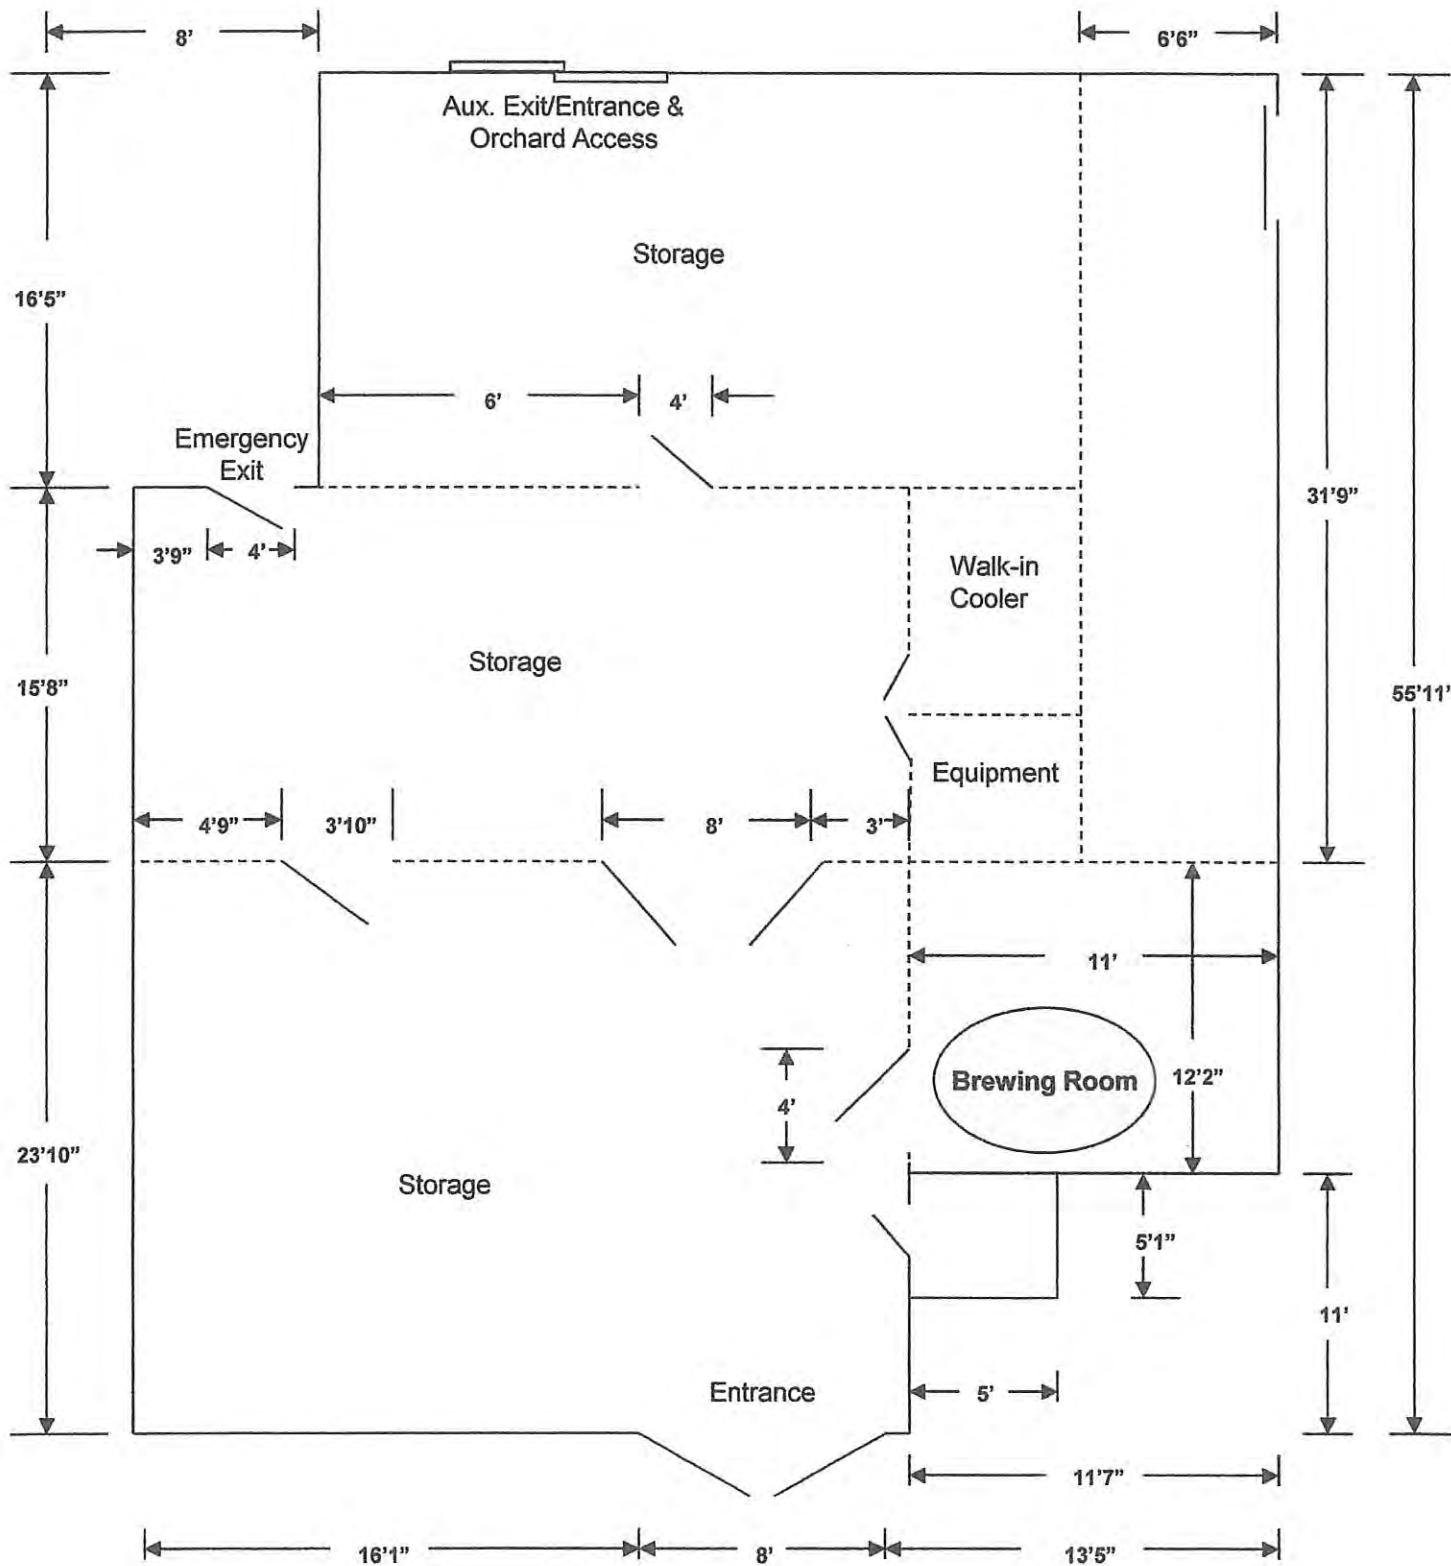 8'
6'6"
Aux. Exit/Entrance &
Orchard Access
Storage
16'5"
6'
4'
Emergency
Exit
31'9"
3'9"
4'
Walk-in
Cooler
Storage
15'8"
55'11'
Equipment
4'9"
3'10"
8'
3'
11'
Brewing Room
12'2"
4'
23'10"
Storage
5'1"
11'
Entrance
5'
11'7"
16'1"
8'
13'5"